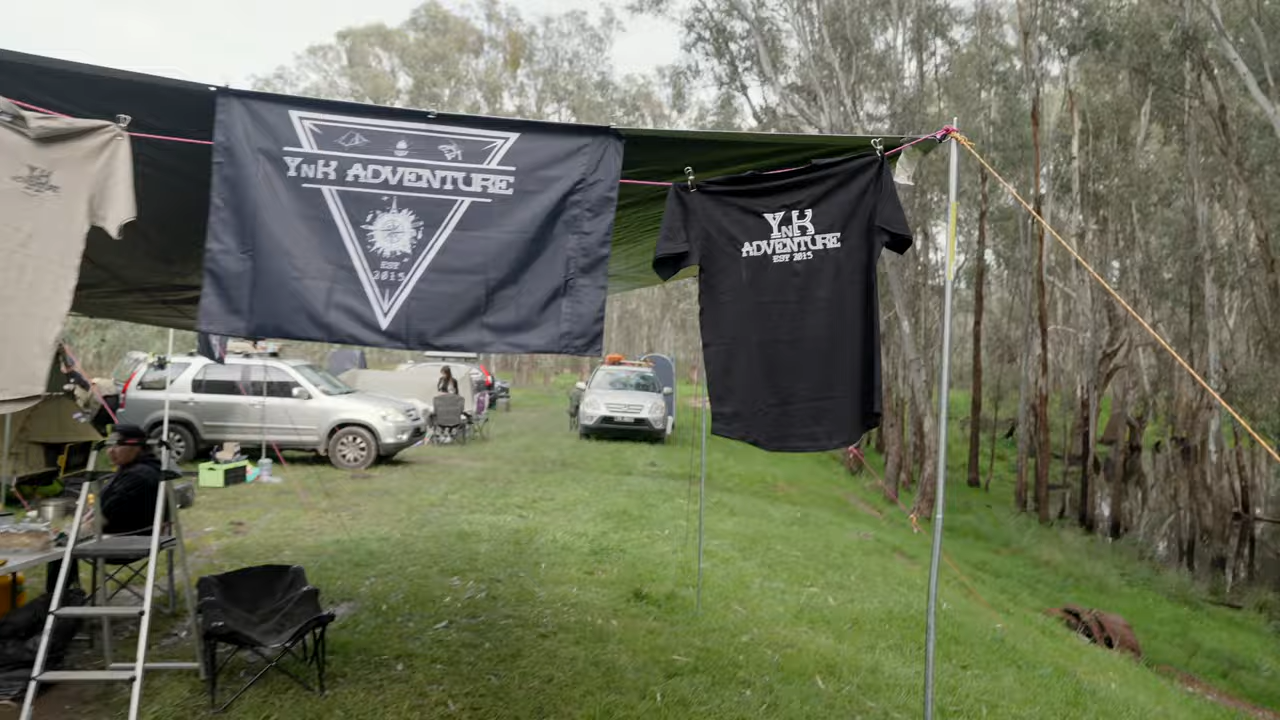 YNK ADVENTURE
EST
2015
YNK
ADVENTURE
EST 2015